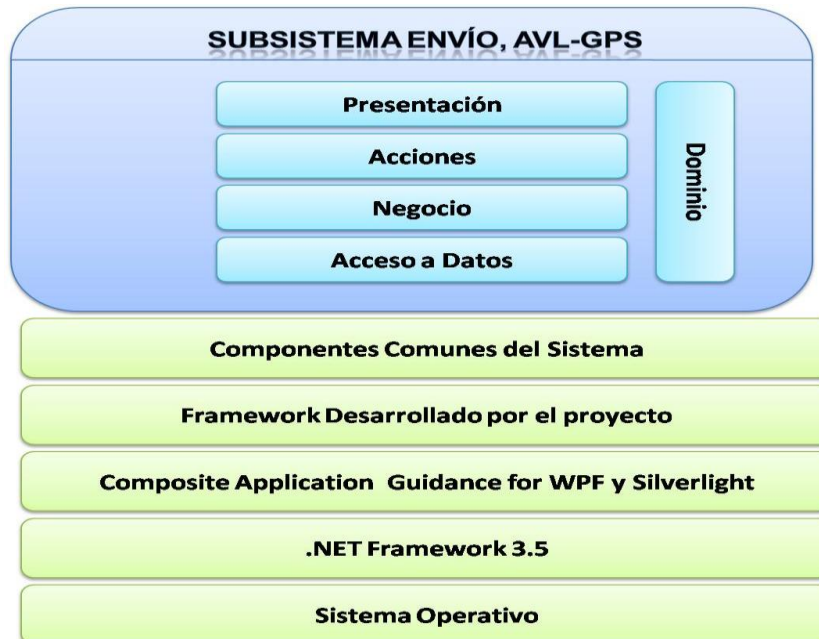 SUBSISTEMA ENVÍO, AVL-GPS
Presentación
Acciones
Negocio
Acceso a Datos
Dominio
Componentes Comunes del Sistema
Framework Desarrollado por el proyecto
Composite Application Guidance for WPF y Silverlight
.NET Framework 3.5
Sistema Operativo